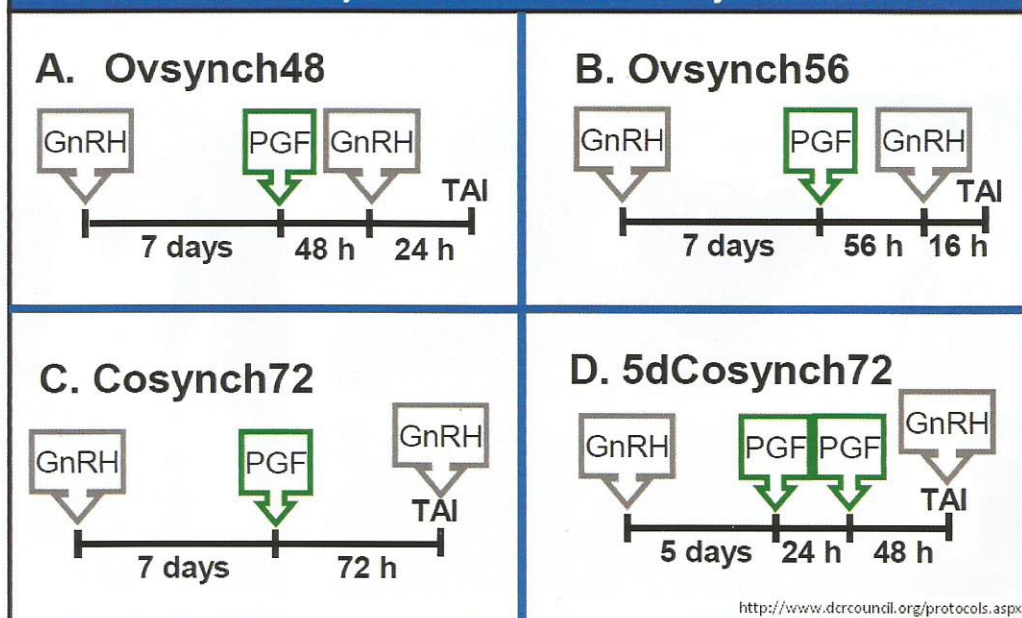 A. Ovsynch48
GnRH PGF GnRH
TAI
7 days 48 h 24 h
B. Ovsynch56
GnRH PGF GnRH
TAI
7 days 56 h 16 h
C. Cosynch72
GnRH PGF GnRH
TAI
7 days 72 h
D. 5dCosynch72
GnRH PGF PGF GnRH
TAI
5 days 24 h 48 h
http://www.dcrcouncil.org/protocols.aspx